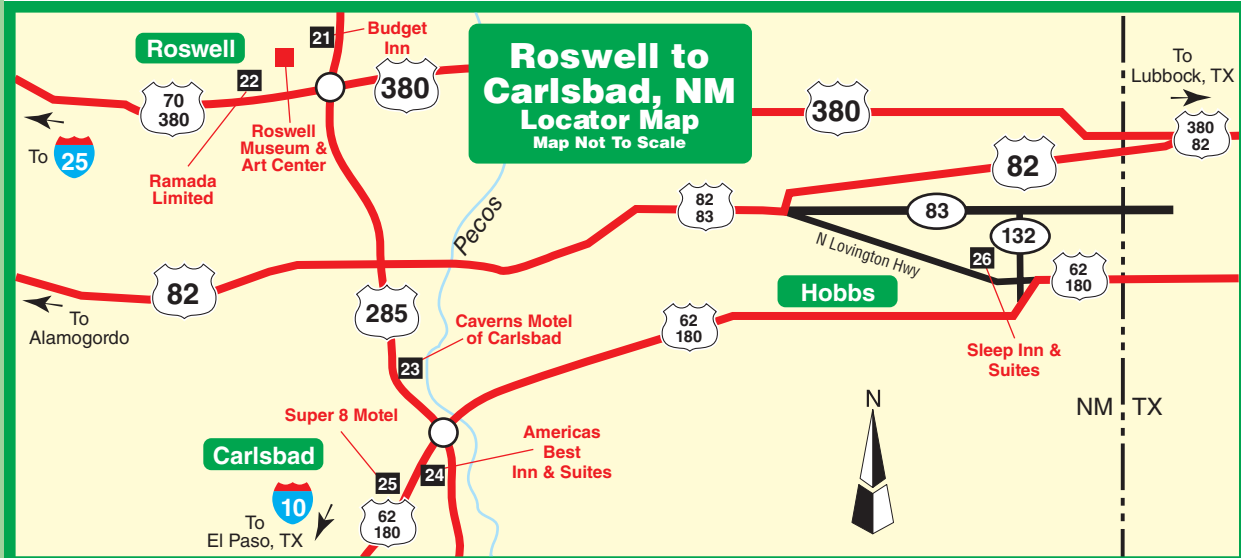 Roswell to
Carlsbad, NM
Locator Map
Map Not To Scale
Roswell
21
Budget
Inn
22
70
380
380
To
25
Ramada
Limited
Roswell
Museum &
Art Center
380
To
Lubbock, TX
380
82
82
82
83
83
132
N Lovington Hwy
26
62
180
Pecos
82
To
Alamogordo
285
Hobbs
62
180
Caverns Motel
of Carlsbad
23
Sleep Inn &
Suites
NM
TX
N
Super 8 Motel
Carlsbad
Americas
Best
Inn & Suites
24
25
10
To
El Paso, TX
62
180